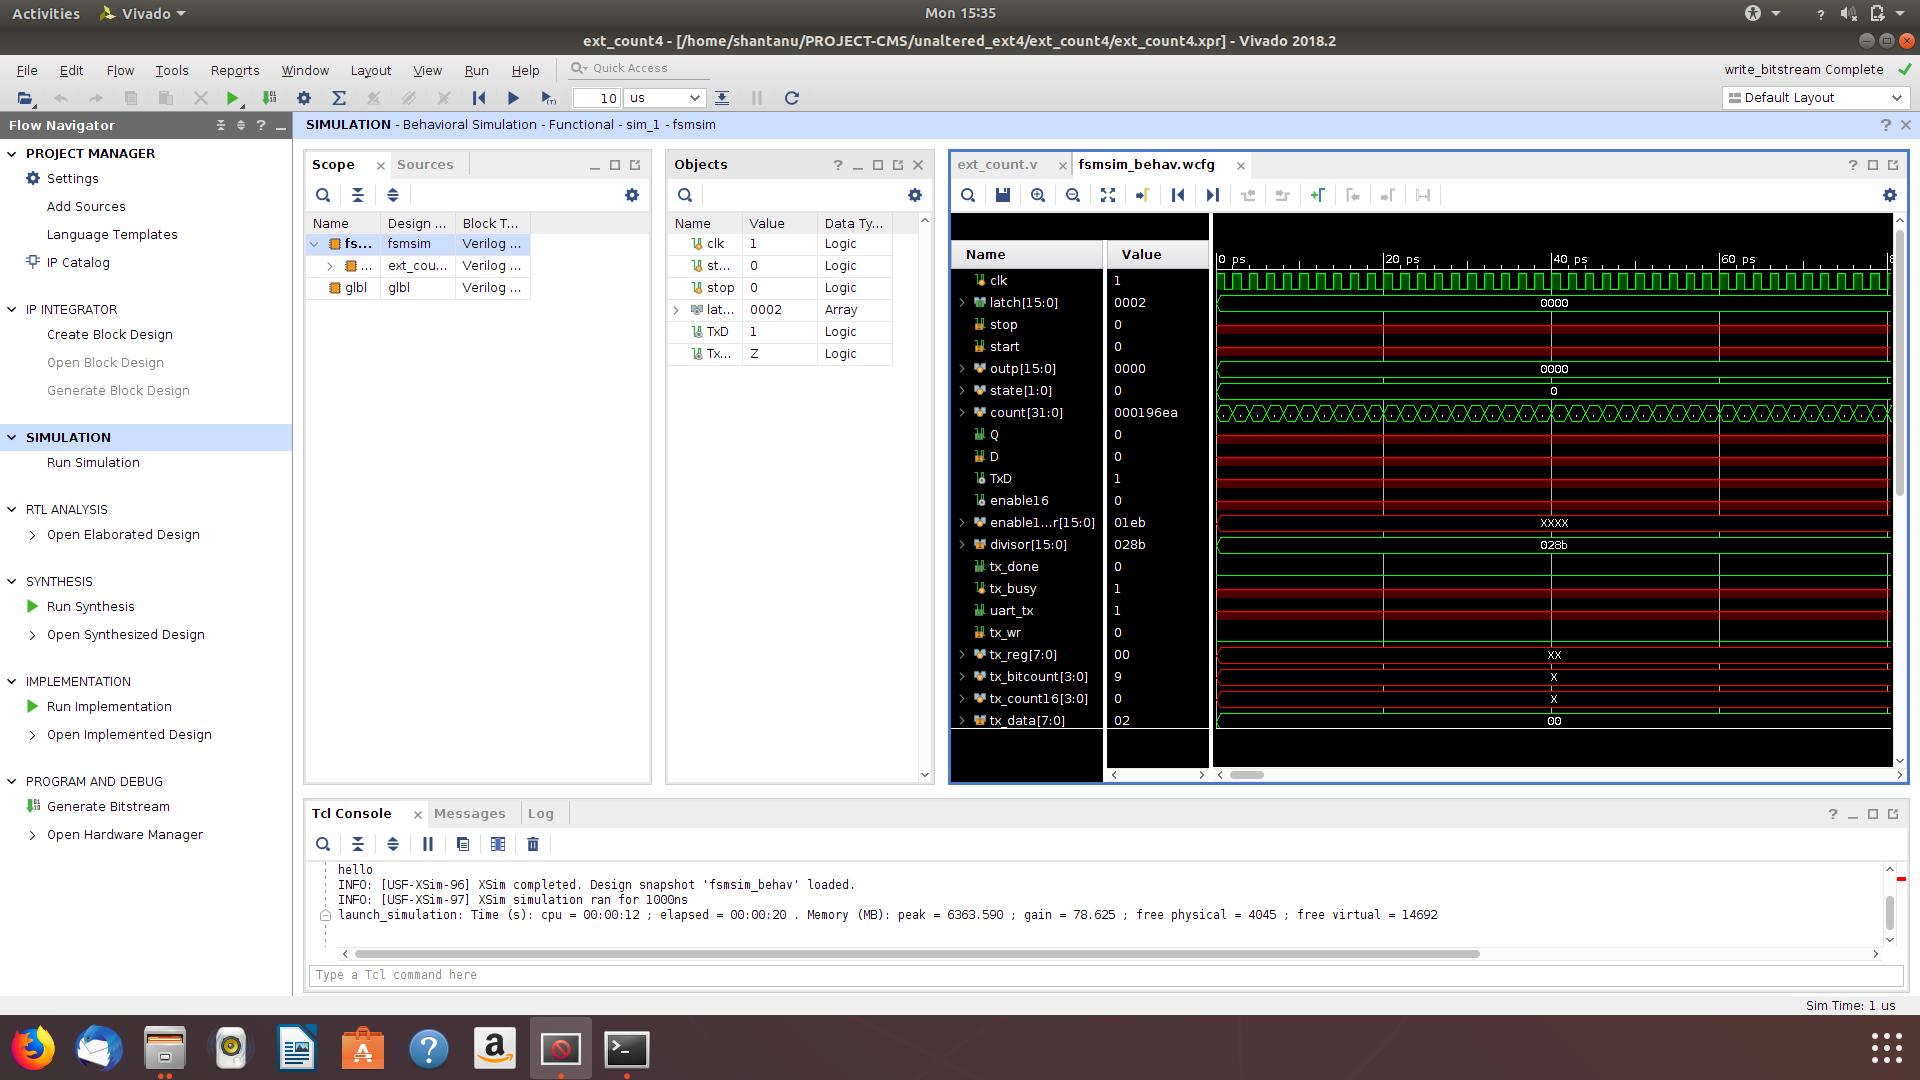 Activities
Vivado
Mon 15:35
?
ext_count4 - [/home/shantanu/PROJECT-CMS/unaltered_ext4/ext_count4/ext_count4.xpr] - Vivado 2018.2
File Edit Flow Tools Reports Window Layout View Run Help
Quick Access
write_bitstream Complete
10 us
Default Layout
Flow Navigator
SIMULATION - Behavioral Simulation - Functional - sim_1 - fsmsim
PROJECT MANAGER
Settings
Add Sources
Language Templates
IP Catalog
IP INTEGRATOR
Create Block Design
Open Block Design
Generate Block Design
SIMULATION
Run Simulation
RTL ANALYSIS
Open Elaborated Design
SYNTHESIS
Run Synthesis
Open Synthesized Design
IMPLEMENTATION
Run Implementation
Open Implemented Design
PROGRAM AND DEBUG
Generate Bitstream
Open Hardware Manager
Scope Sources
Name Design ... Block T...
fs... fsmsim Verilog ...
... ext_cou... Verilog ...
glbl glbl Verilog ...
Objects
Name Value Data Ty...
clk 1 Logic
st... 0 Logic
stop 0 Logic
lat... 0002 Array
TxD 1 Logic
Tx... Z Logic
ext_count.v fsmsim_behav.wcfg
Name Value
0 ps 20 ps 40 ps 60 ps
clk 1
latch[15:0] 0002 0000
stop 0
start 0
outp[15:0] 0000 0000
state[1:0] 0 0
count[31:0] 000196ea
Q 0
D 0
TxD 1
enable16 0
enable1...r[15:0] 01eb XXXX
divisor[15:0] 028b 028b
tx_done 0
tx_busy 1
uart_tx 1
tx_wr 0
tx_reg[7:0] 00 XX
tx_bitcount[3:0] 9 X
tx_count16[3:0] 0 X
tx_data[7:0] 02 00
Tcl Console Messages Log
hello
INFO: [USF-XSim-96] XSim completed. Design snapshot 'fsmsim_behav' loaded.
INFO: [USF-XSim-97] XSim simulation ran for 1000ns
launch_simulation: Time (s): cpu = 00:00:12 ; elapsed = 00:00:20 . Memory (MB): peak = 6363.590 ; gain = 78.625 ; free physical = 4045 ; free virtual = 14692
Type a Tcl command here
Sim Time: 1 us